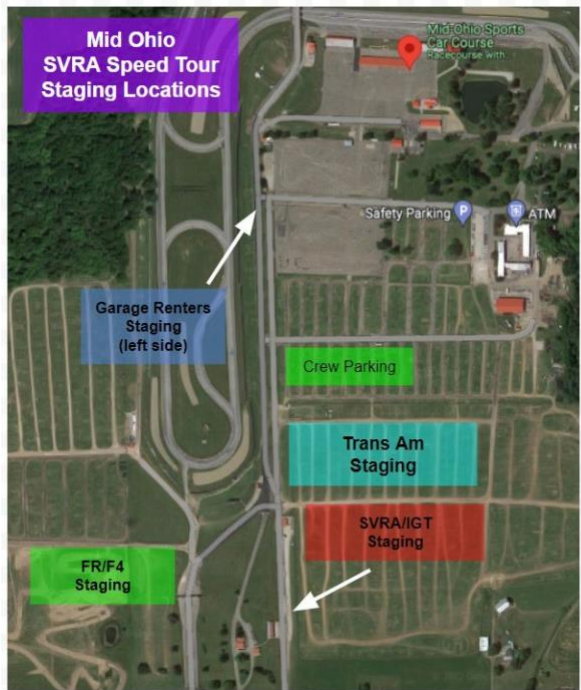 Mid Ohio
SVRA Speed Tour
Staging Locations
Mid-Ohio Sports
Car Course
Racecourse with
Safety Parking
P
ATM
Garage Renters
Staging
(left side)
Crew Parking
Trans Am
Staging
SVRA/IGT
Staging
FR/F4
Staging